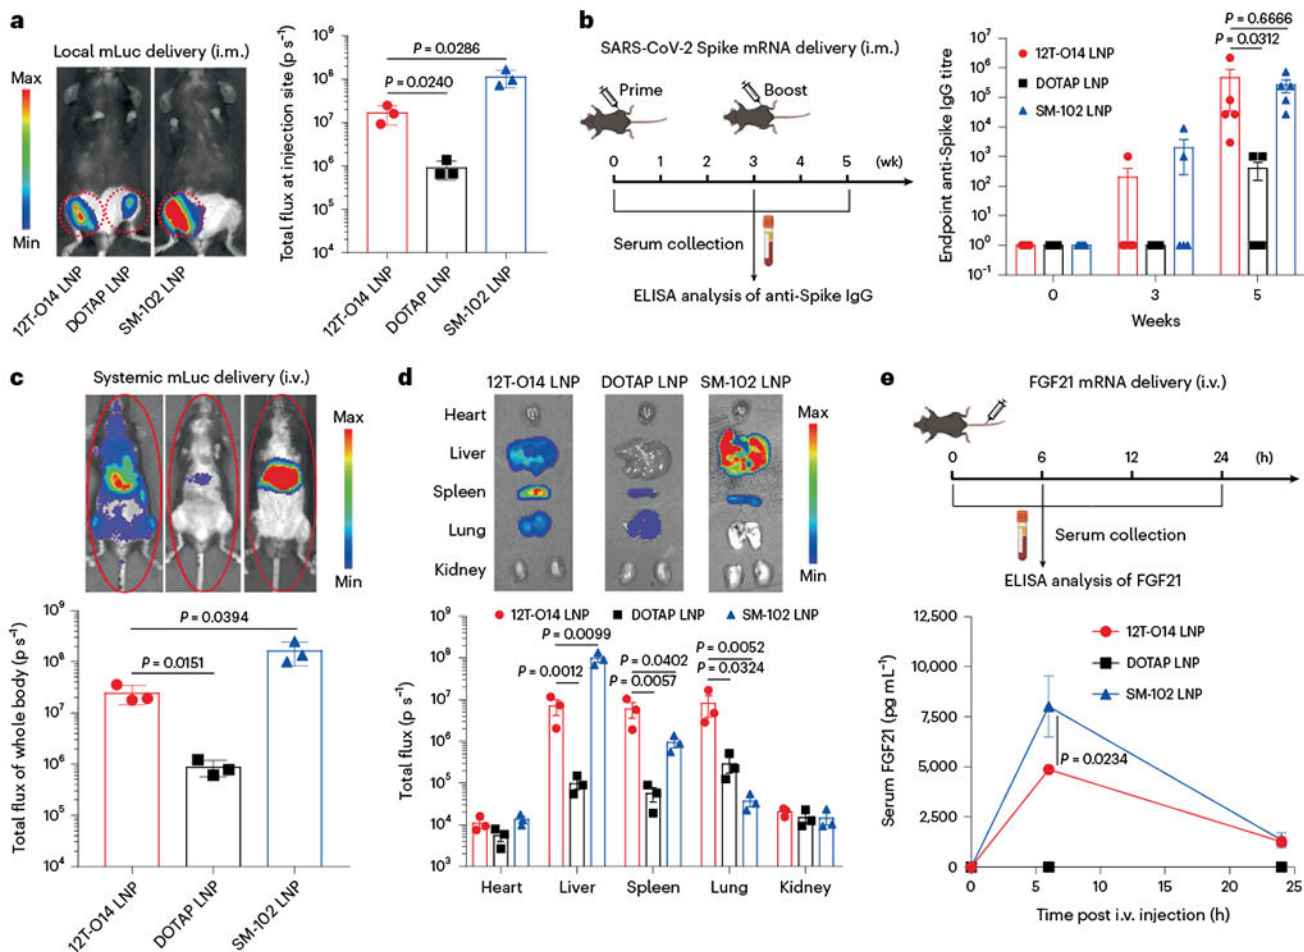 a
Local mLuc delivery (i.m.)
Max
Min
12T-O14 LNP
DOTAP LNP
SM-102 LNP
Total flux at injection site (p s⁻¹)
10⁹
10⁸
10⁷
10⁶
10⁵
10⁴
P = 0.0286
P = 0.0240
12T-O14 LNP
DOTAP LNP
SM-102 LNP
b
SARS-CoV-2 Spike mRNA delivery (i.m.)
Prime
Boost
0 1 2 3 4 5 (wk)
Serum collection
ELISA analysis of anti-Spike IgG
Endpoint anti-Spike IgG titre
10⁷
10⁶
10⁵
10⁴
10³
10²
10¹
10⁰
10⁻¹
12T-O14 LNP
DOTAP LNP
SM-102 LNP
P = 0.6666
P = 0.0312
0 3 5
Weeks
c
Systemic mLuc delivery (i.v.)
Max
Min
Total flux of whole body (p s⁻¹)
10⁹
10⁸
10⁷
10⁶
10⁵
10⁴
P = 0.0394
P = 0.0151
12T-O14 LNP
DOTAP LNP
SM-102 LNP
d
12T-O14 LNP DOTAP LNP SM-102 LNP
Heart
Liver
Spleen
Lung
Kidney
Max
Min
12T-O14 LNP DOTAP LNP SM-102 LNP
Total flux (p s⁻¹)
10⁹
10⁸
10⁷
10⁶
10⁵
10⁴
10³
P = 0.0099
P = 0.0012
P = 0.0402
P = 0.0057
P = 0.0052
P = 0.0324
Heart Liver Spleen Lung Kidney
e
FGF21 mRNA delivery (i.v.)
0 6 12 24 (h)
Serum collection
ELISA analysis of FGF21
Serum FGF21 (pg mL⁻¹)
12,500
10,000
7,500
5,000
2,500
0
12T-O14 LNP
DOTAP LNP
SM-102 LNP
P = 0.0234
0 5 10 15 20 25
Time post i.v. injection (h)